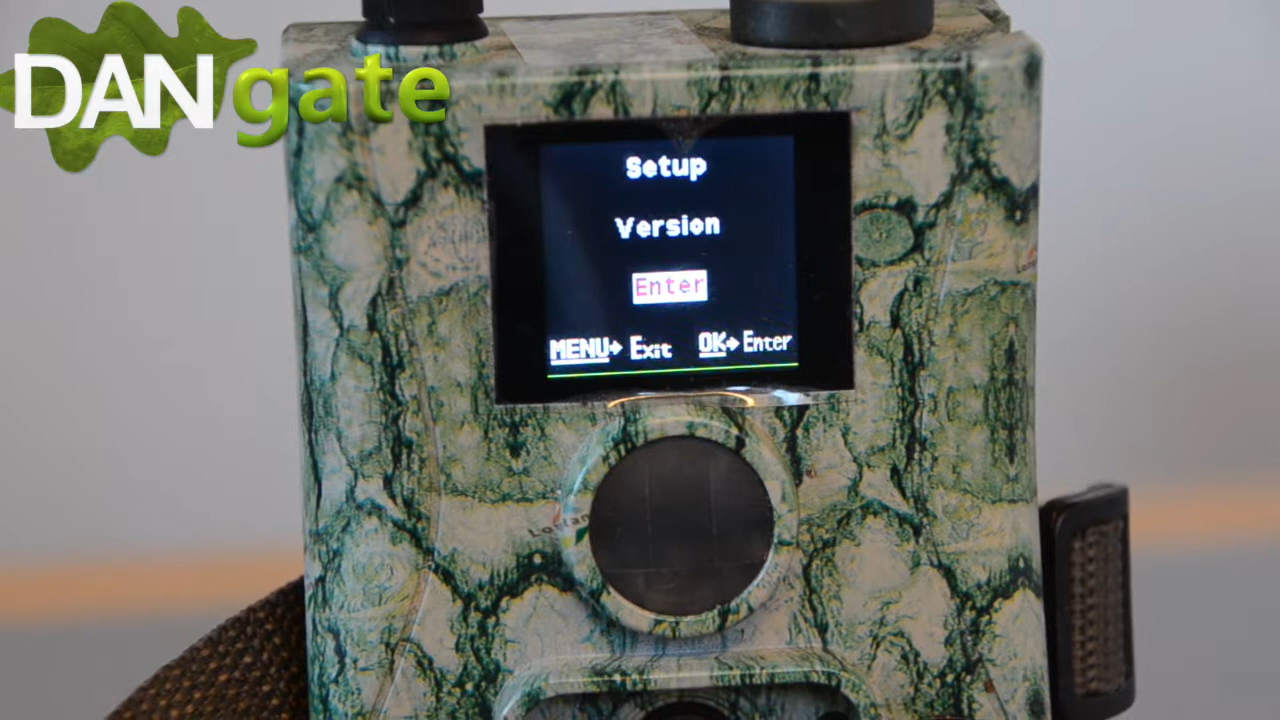 DANgate
Setup
Version
Enter
MENU→ Exit OK→ Enter